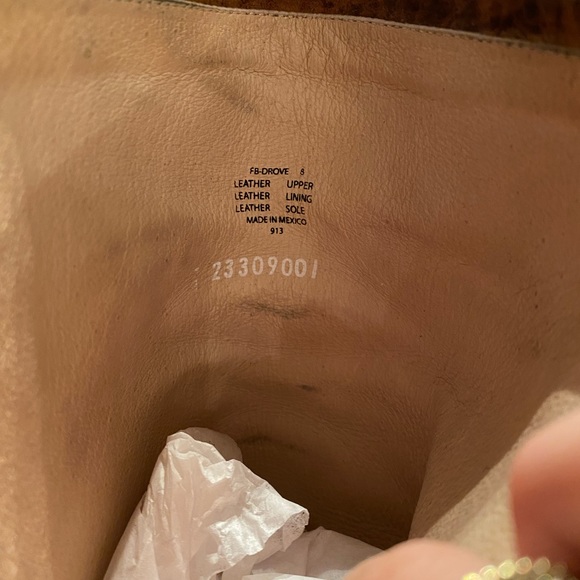 FB-DROVE 8
LEATHER UPPER
LEATHER LINING
LEATHER SOLE
MADE IN MEXICO
913
23309001